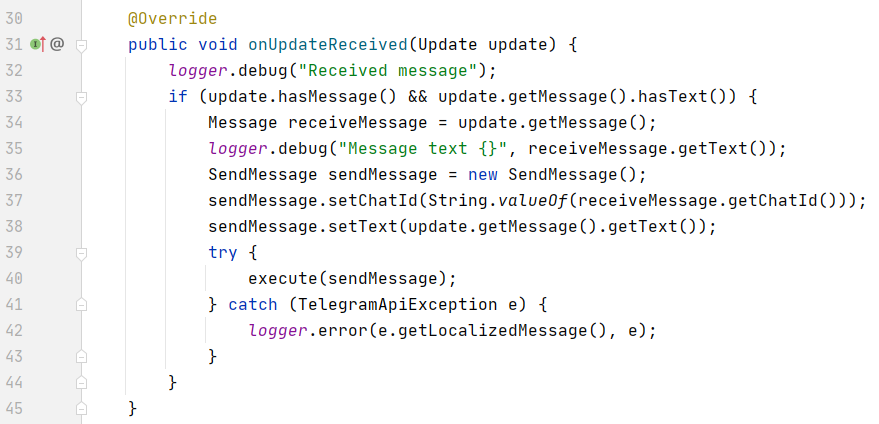 30 @Override
31 @ public void onUpdateReceived(Update update) {
32 logger.debug("Received message");
33 if (update.hasMessage() && update.getMessage().hasText()) {
34 Message receiveMessage = update.getMessage();
35 logger.debug("Message text {}", receiveMessage.getText());
36 SendMessage sendMessage = new SendMessage();
37 sendMessage.setChatId(String.valueOf(receiveMessage.getChatId()));
38 sendMessage.setText(update.getMessage().getText());
39 try {
40 execute(sendMessage);
41 } catch (TelegramApiException e) {
42 logger.error(e.getLocalizedMessage(), e);
43 }
44 }
45 }